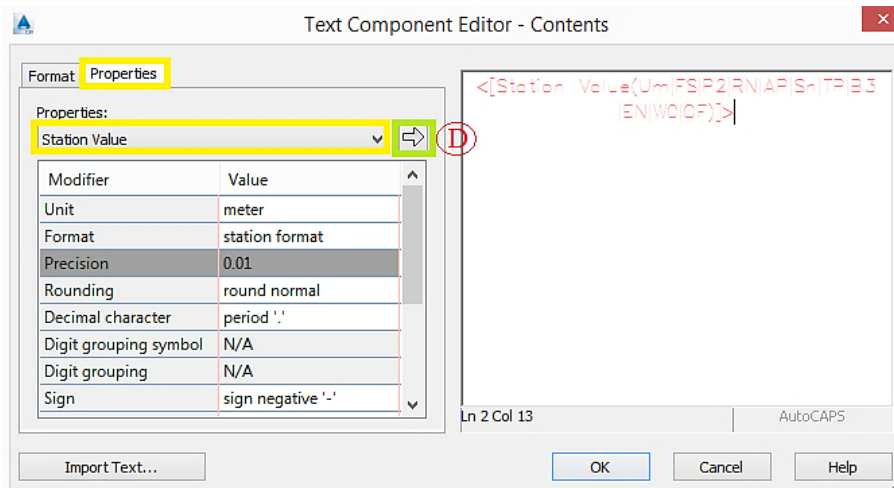 Text Component Editor - Contents
Format Properties
Properties:
Station Value
D
Modifier Value
Unit meter
Format station format
Precision 0.01
Rounding round normal
Decimal character period '.'
Digit grouping symbol N/A
Digit grouping N/A
Sign sign negative '-'
<[Station Value(Um|FS|P2|RN|AP|Sn|TP|B3
|EN|W0|OF)]>
Ln 2 Col 13 AutoCAPS
Import Text... OK Cancel Help